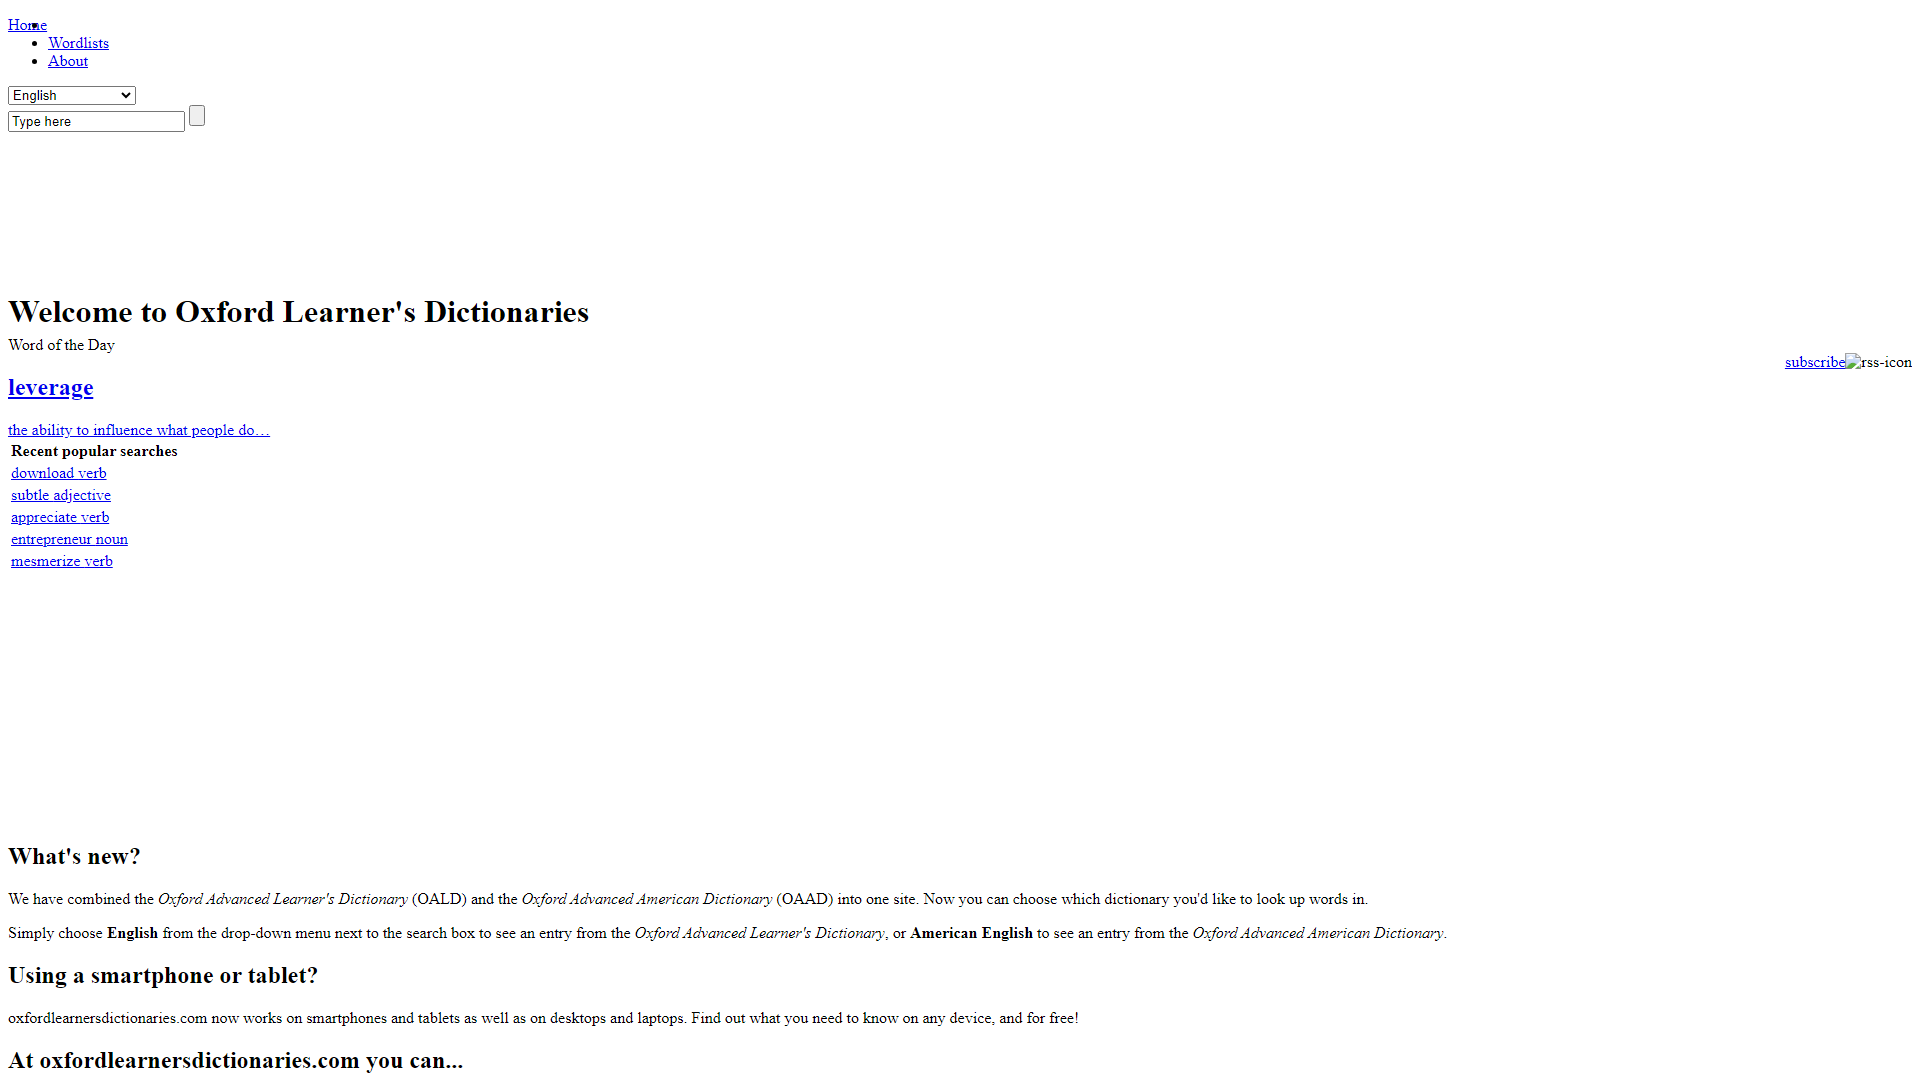 Home
Wordlists
About
English
Type here
Welcome to Oxford Learner's Dictionaries
Word of the Day
subscribe rss-icon
leverage
the ability to influence what people do…
Recent popular searches
download verb
subtle adjective
appreciate verb
entrepreneur noun
mesmerize verb
What's new?
We have combined the Oxford Advanced Learner's Dictionary (OALD) and the Oxford Advanced American Dictionary (OAAD) into one site. Now you can choose which dictionary you'd like to look up words in.
Simply choose English from the drop-down menu next to the search box to see an entry from the Oxford Advanced Learner's Dictionary, or American English to see an entry from the Oxford Advanced American Dictionary.
Using a smartphone or tablet?
oxfordlearnersdictionaries.com now works on smartphones and tablets as well as on desktops and laptops. Find out what you need to know on any device, and for free!
At oxfordlearnersdictionaries.com you can...